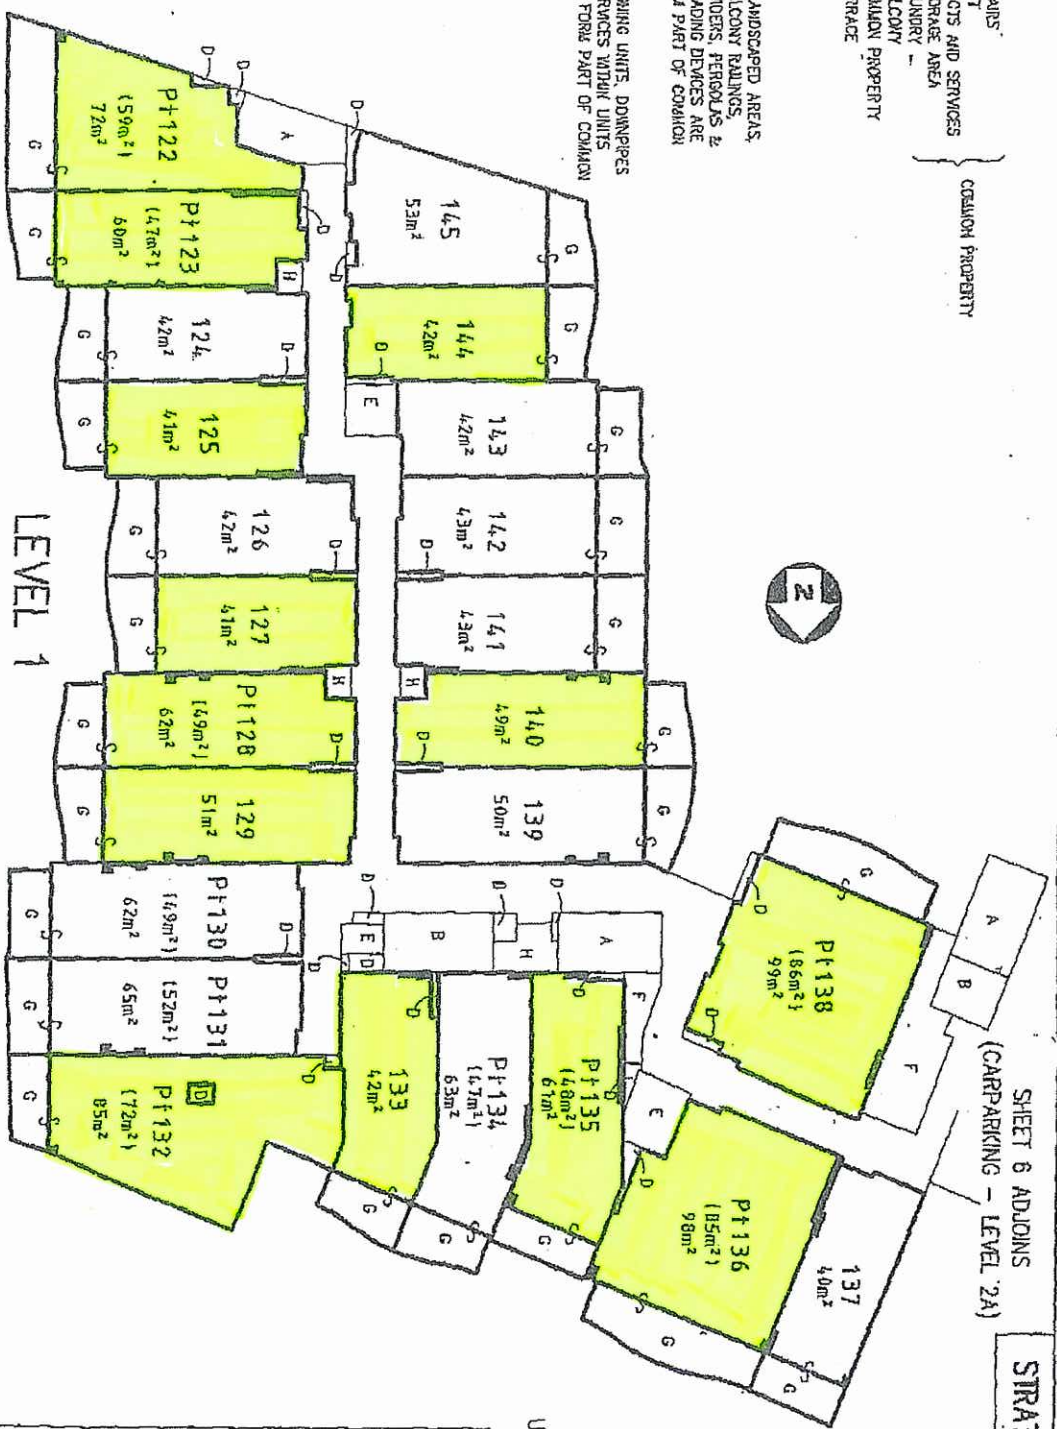 AIRS
CTS AND SERVICES
ORAGE AREA
UNDRY -
LCONY
MMON PROPERTY
RRACE
COMMON PROPERTY
ANDSCAPED AREAS,
LCONY RAILINGS,
NDERS, PERGOLAS &
ADING DEVICES ARE
PART OF COMMON
NING UNITS, DOWNPIPES
RVICES WITHIN UNITS
FORM PART OF COMMON
SHEET 6 ADJOINS
(CARPARKING - LEVEL '2A)
STRA
N
LEVEL 1
Pt122
(59m²)
72m²
Pt123
(47m²)
60m²
124
42m²
125
41m²
126
42m²
127
41m²
Pt128
(49m²)
62m²
129
51m²
Pt130
(49m²)
62m²
Pt131
(52m²)
65m²
Pt132
(72m²)
85m²
133
42m²
Pt134
(47m²)
63m²
Pt135
(48m²)
61m²
Pt136
(85m²)
98m²
137
40m²
Pt138
(86m²)
99m²
139
50m²
140
49m²
141
43m²
142
43m²
143
42m²
144
42m²
145
53m²
A
B
D
E
F
G
H
S